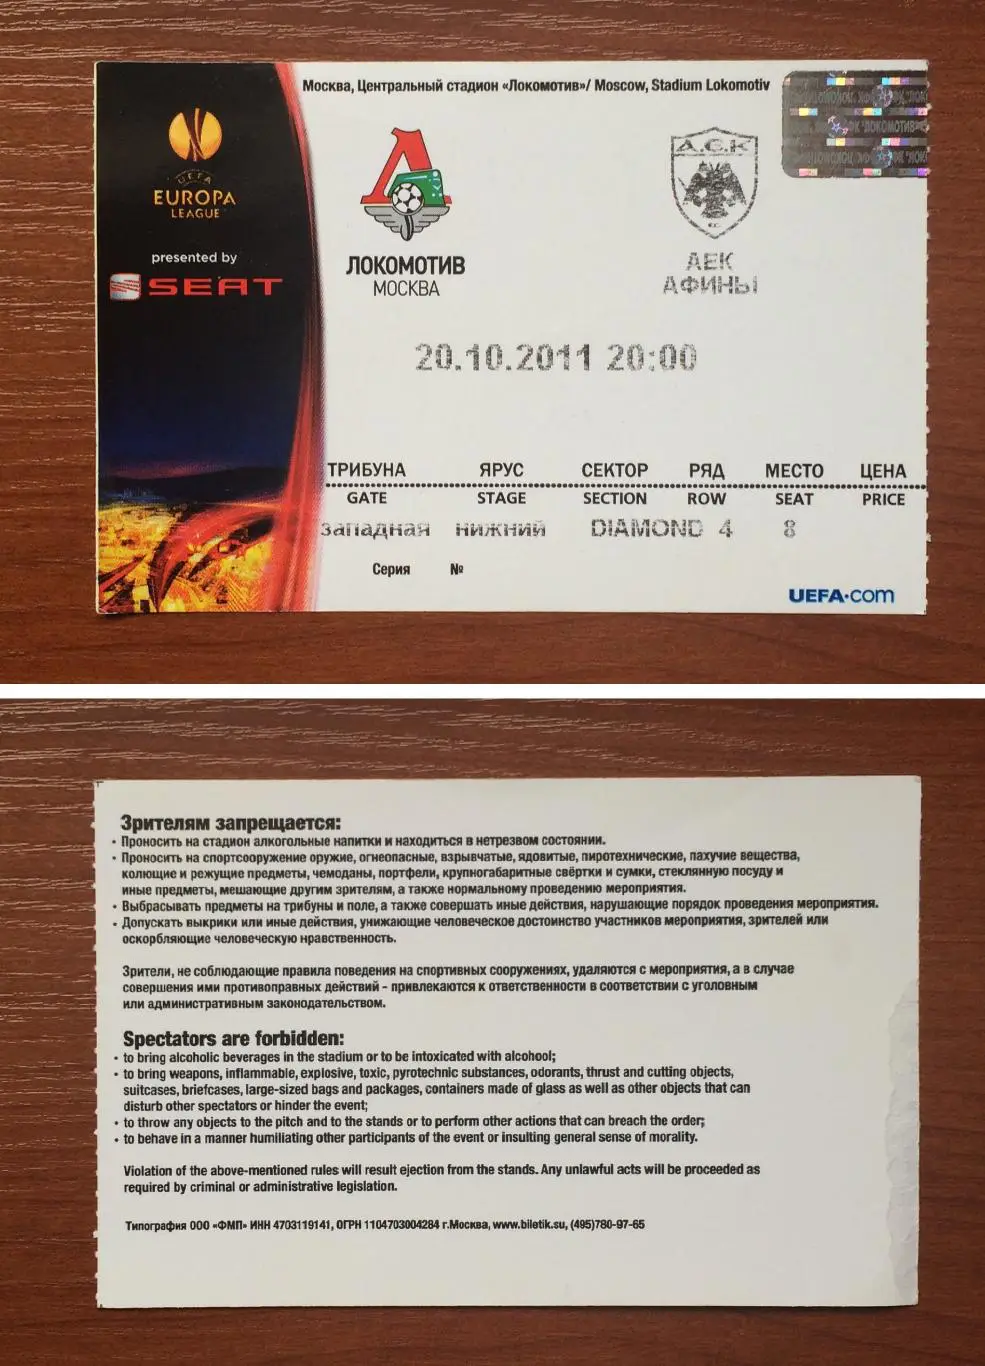 Москва, Центральный стадион «Локомотив»/ Moscow, Stadium Lokomotiv
UEFA
EUROPA
LEAGUE
presented by
SEAT
А.Є.К
ЛОКОМОТИВ
МОСКВА
АЕК
АФИНЫ
20.10.2011 20:00
ТРИБУНА ЯРУС СЕКТОР РЯД МЕСТО ЦЕНА
GATE STAGE SECTION ROW SEAT PRICE
западная нижний DIAMOND 4 8
Серия №
UEFA.com
Зрителям запрещается:
• Проносить на стадион алкогольные напитки и находиться в нетрезвом состоянии.
• Проносить на спортсооружение оружие, огнеопасные, взрывчатые, ядовитые, пиротехнические, пахучие вещества,
колющие и режущие предметы, чемоданы, портфели, крупногабаритные свёртки и сумки, стеклянную посуду и
иные предметы, мешающие другим зрителям, а также нормальному проведению мероприятия.
• Выбрасывать предметы на трибуны и поле, а также совершать иные действия, нарушающие порядок проведения мероприятия.
• Допускать выкрики или иные действия, унижающие человеческое достоинство участников мероприятия, зрителей или
оскорбляющие человеческую нравственность.
Зрители, не соблюдающие правила поведения на спортивных сооружениях, удаляются с мероприятия, а в случае
совершения ими противоправных действий - привлекаются к ответственности в соответствии с уголовным
или административным законодательством.
Spectators are forbidden:
• to bring alcoholic beverages in the stadium or to be intoxicated with alcohool;
• to bring weapons, inflammable, explosive, toxic, pyrotechnic substances, odorants, thrust and cutting objects,
suitcases, briefcases, large-sized bags and packages, containers made of glass as well as other objects that can
disturb other spectators or hinder the event;
• to throw any objects to the pitch and to the stands or to perform other actions that can breach the order;
• to behave in a manner humiliating other participants of the event or insulting general sense of morality.
Violation of the above-mentioned rules will result ejection from the stands. Any unlawful acts will be proceeded as
required by criminal or administrative legislation.
Типография ООО «ФМП» ИНН 4703119141, ОГРН 1104703004284 г.Москва, www.biletik.su, (495)780-97-65